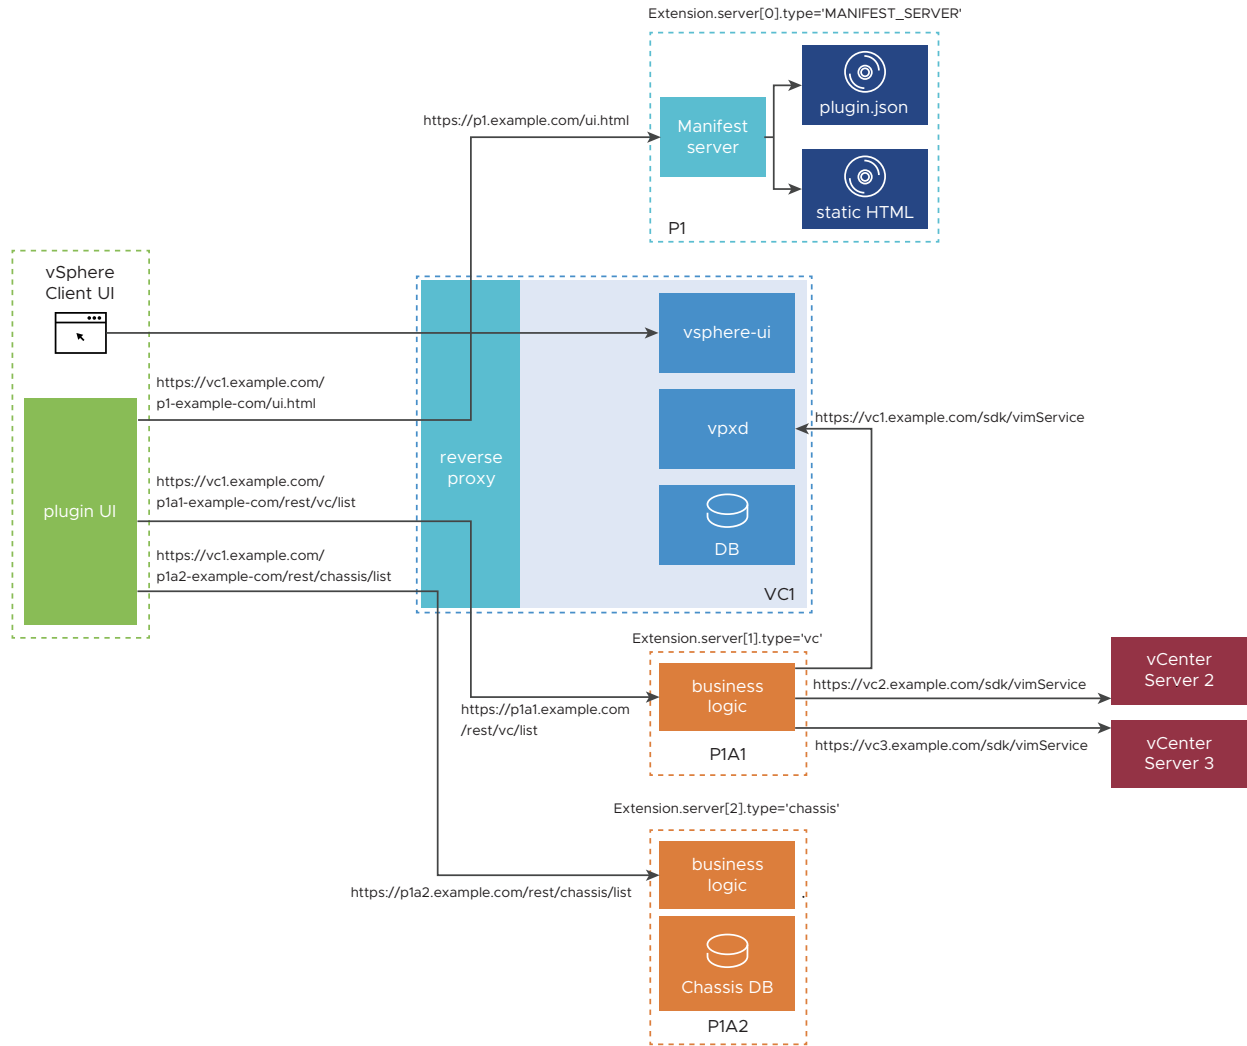 Extension.server[0].type='MANIFEST_SERVER'
plugin.json
https://p1.example.com/ui.html
Manifest
server
static HTML
P1
vSphere
Client UI
vsphere-ui
https://vc1.example.com/
p1-example-com/ui.html
vpxd
https://vc1.example.com/sdk/vimService
reverse
proxy
https://vc1.example.com/
p1a1-example-com/rest/vc/list
plugin UI
DB
https://vc1.example.com/
p1a2-example-com/rest/chassis/list
VC1
Extension.server[1].type='vc'
business
logic
https://p1a1.example.com
/rest/vc/list
P1A1
https://vc2.example.com/sdk/vimService
vCenter
Server 2
https://vc3.example.com/sdk/vimService
vCenter
Server 3
Extension.server[2].type='chassis'
business
logic
https://p1a2.example.com/rest/chassis/list
.
Chassis DB
P1A2